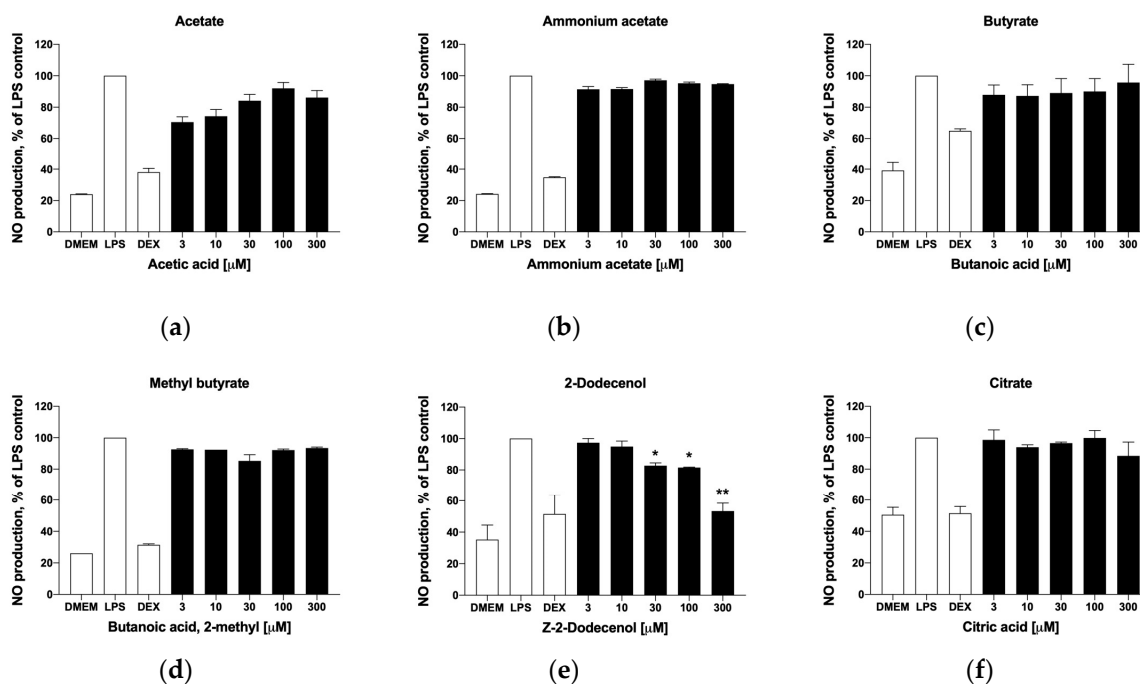 Acetate
NO production, % of LPS control
120
100
80
60
40
20
0
DMEM LPS DEX 3 10 30 100 300
Acetic acid [μM]
(a)
Ammonium acetate
NO production, % of LPS control
120
100
80
60
40
20
0
DMEM LPS DEX 3 10 30 100 300
Ammonium acetate [μM]
(b)
Butyrate
NO production, % of LPS control
120
100
80
60
40
20
0
DMEM LPS DEX 3 10 30 100 300
Butanoic acid [μM]
(c)
Methyl butyrate
NO production, % of LPS control
120
100
80
60
40
20
0
DMEM LPS DEX 3 10 30 100 300
Butanoic acid, 2-methyl [μM]
(d)
2-Dodecenol
NO production, % of LPS control
120
100
80
60
40
20
0
* * **
DMEM LPS DEX 3 10 30 100 300
Z-2-Dodecenol [μM]
(e)
Citrate
NO production, % of LPS control
120
100
80
60
40
20
0
DMEM LPS DEX 3 10 30 100 300
Citric acid [μM]
(f)